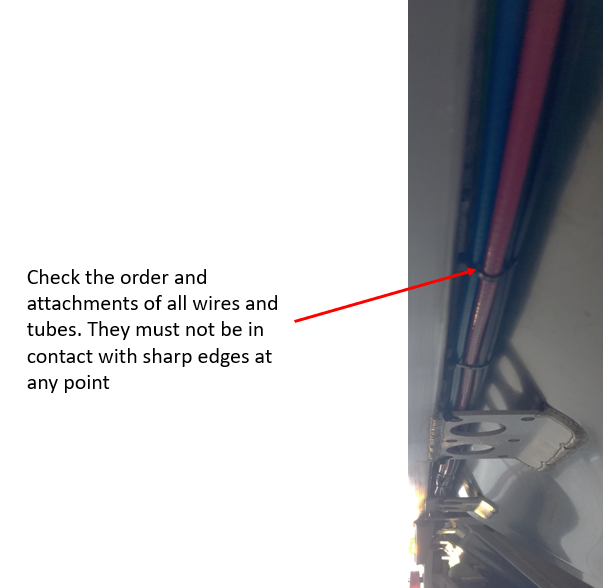 Check the order and
attachments of all wires and
tubes. They must not be in
contact with sharp edges at
any point